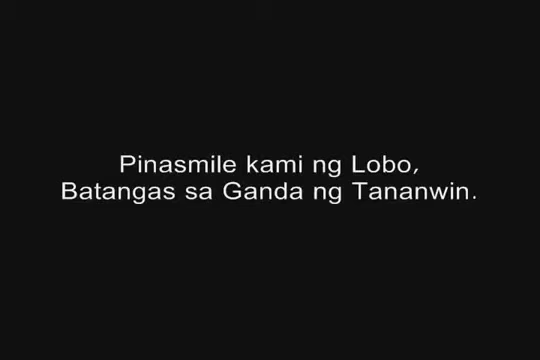 Pinasmile kami ng Lobo,
Batangas sa Ganda ng Tananwin.